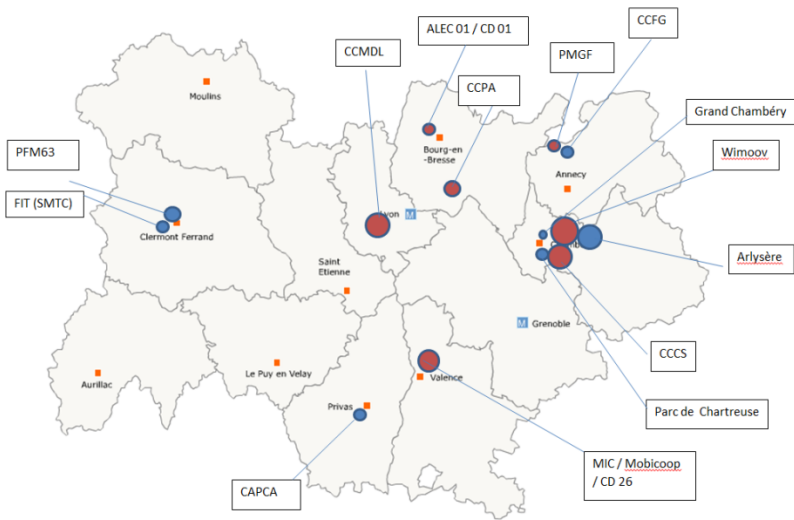 CCFG
ALEC 01 / CD 01
CCMDL
PMGF
CCPA
Grand Chambéry
Moulins
Wimoov
PFM63
Bourg-en
-Bresse
Annecy
FIT (SMTC)
Lyon
M
Clermont Ferrand
Arlysère
Saint
Etienne
M
Grenoble
CCCS
Aurillac
Le Puy en Velay
Valence
Privas
Parc de Chartreuse
MIC / Mobicoop
/ CD 26
CAPCA